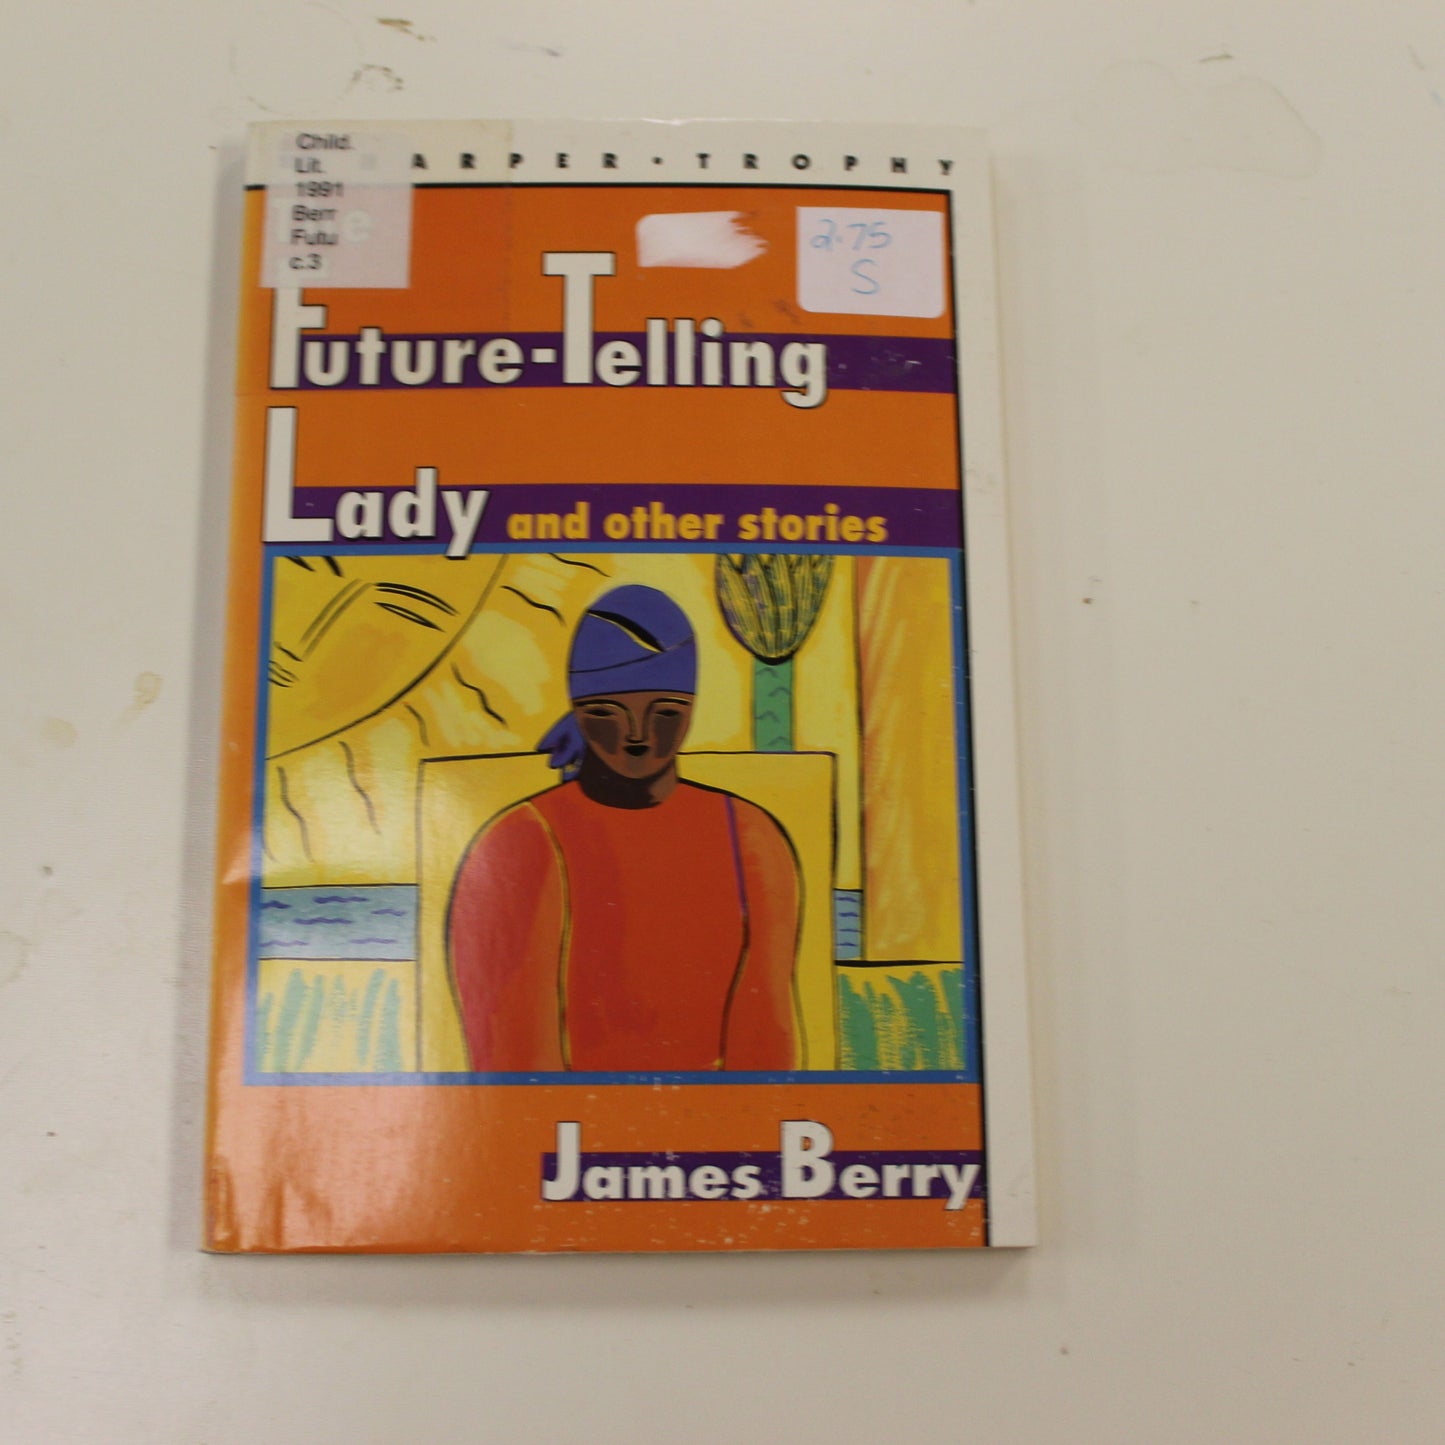 Child.
Lit.
1991
Berr
Futu
c.3
ARPER • TROPHY
2.75
S
Future-Telling
Lady and other stories
James Berry